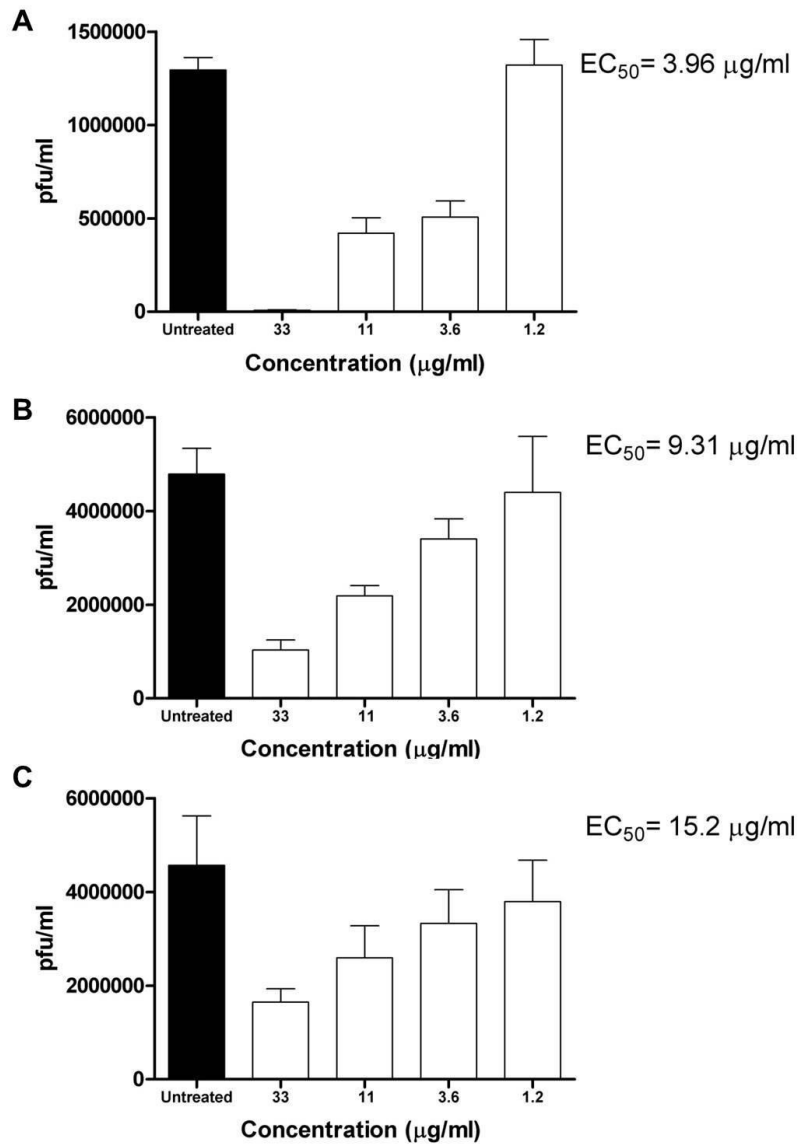 A
1500000
1000000
500000
0
pfu/ml
EC50= 3.96 μg/ml
Untreated 33 11 3.6 1.2
Concentration (μg/ml)
B
6000000
4000000
2000000
0
pfu/ml
EC50= 9.31 μg/ml
Untreated 33 11 3.6 1.2
Concentration (μg/ml)
C
6000000
4000000
2000000
0
pfu/ml
EC50= 15.2 μg/ml
Untreated 33 11 3.6 1.2
Concentration (μg/ml)